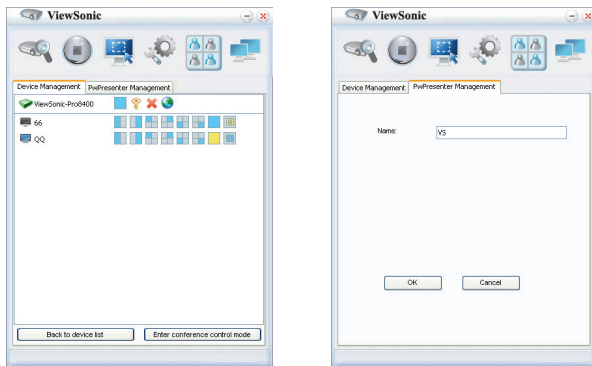 ViewSonic
Device Management PwPresenter Management
ViewSonic-Pro8400
66
QQ
Back to device list Enter conference control mode
ViewSonic
Device Management PwPresenter Management
Name: VS
OK Cancel